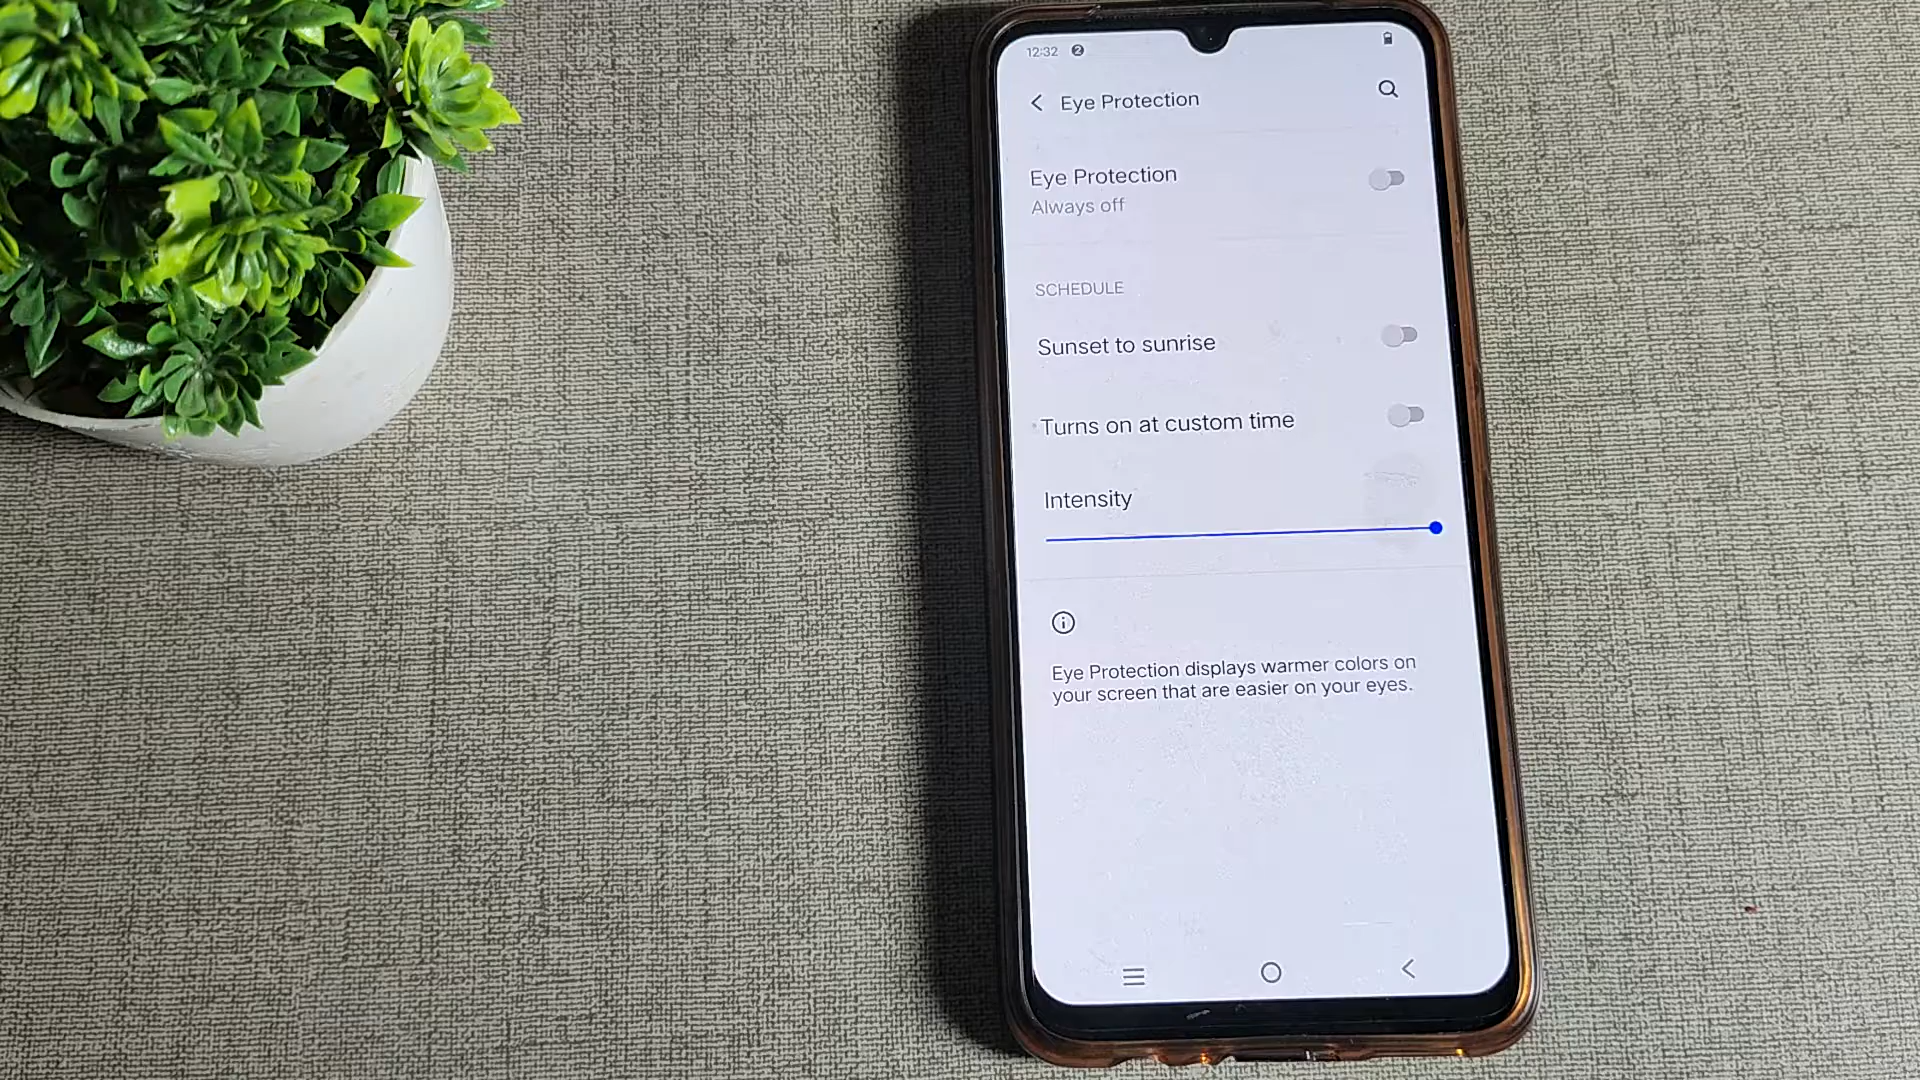 12:32 2
Eye Protection
Eye Protection
Always off
SCHEDULE
Sunset to sunrise
Turns on at custom time
Intensity
Eye Protection displays warmer colors on
your screen that are easier on your eyes.